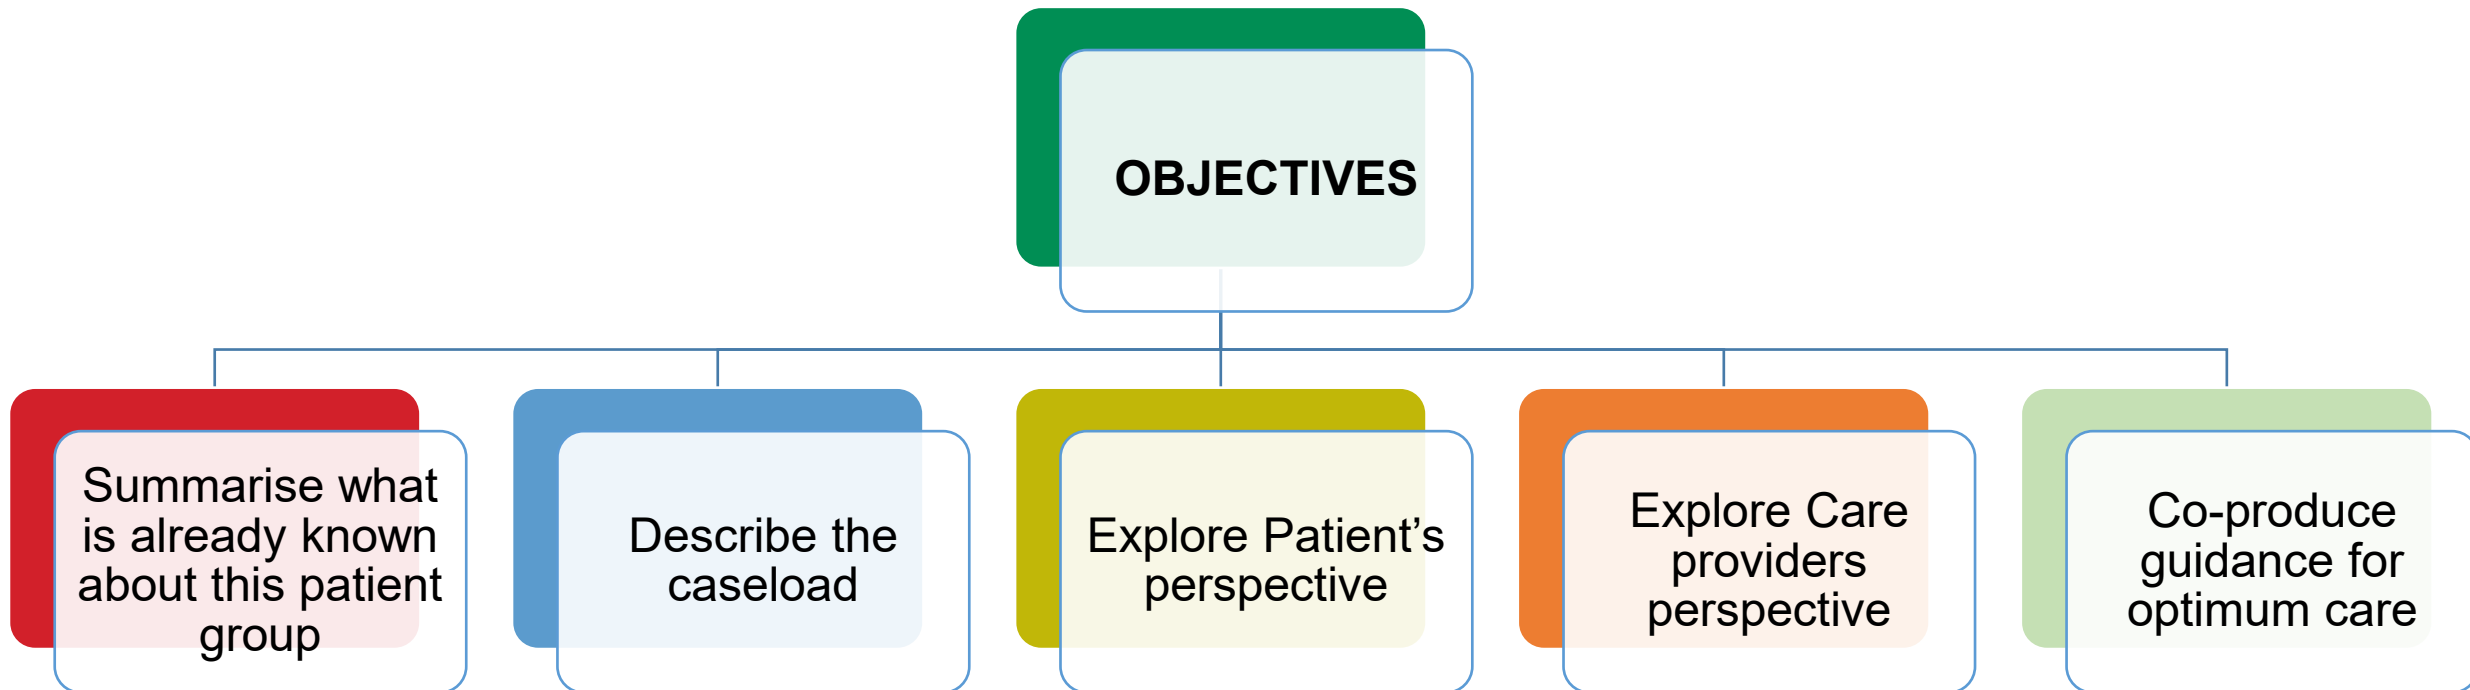 OBJECTIVES
Summarise what
is already known
about this patient
group
Describe the
caseload
Explore Patient’s
perspective
Explore Care
providers
perspective
Co-produce
guidance for
optimum care